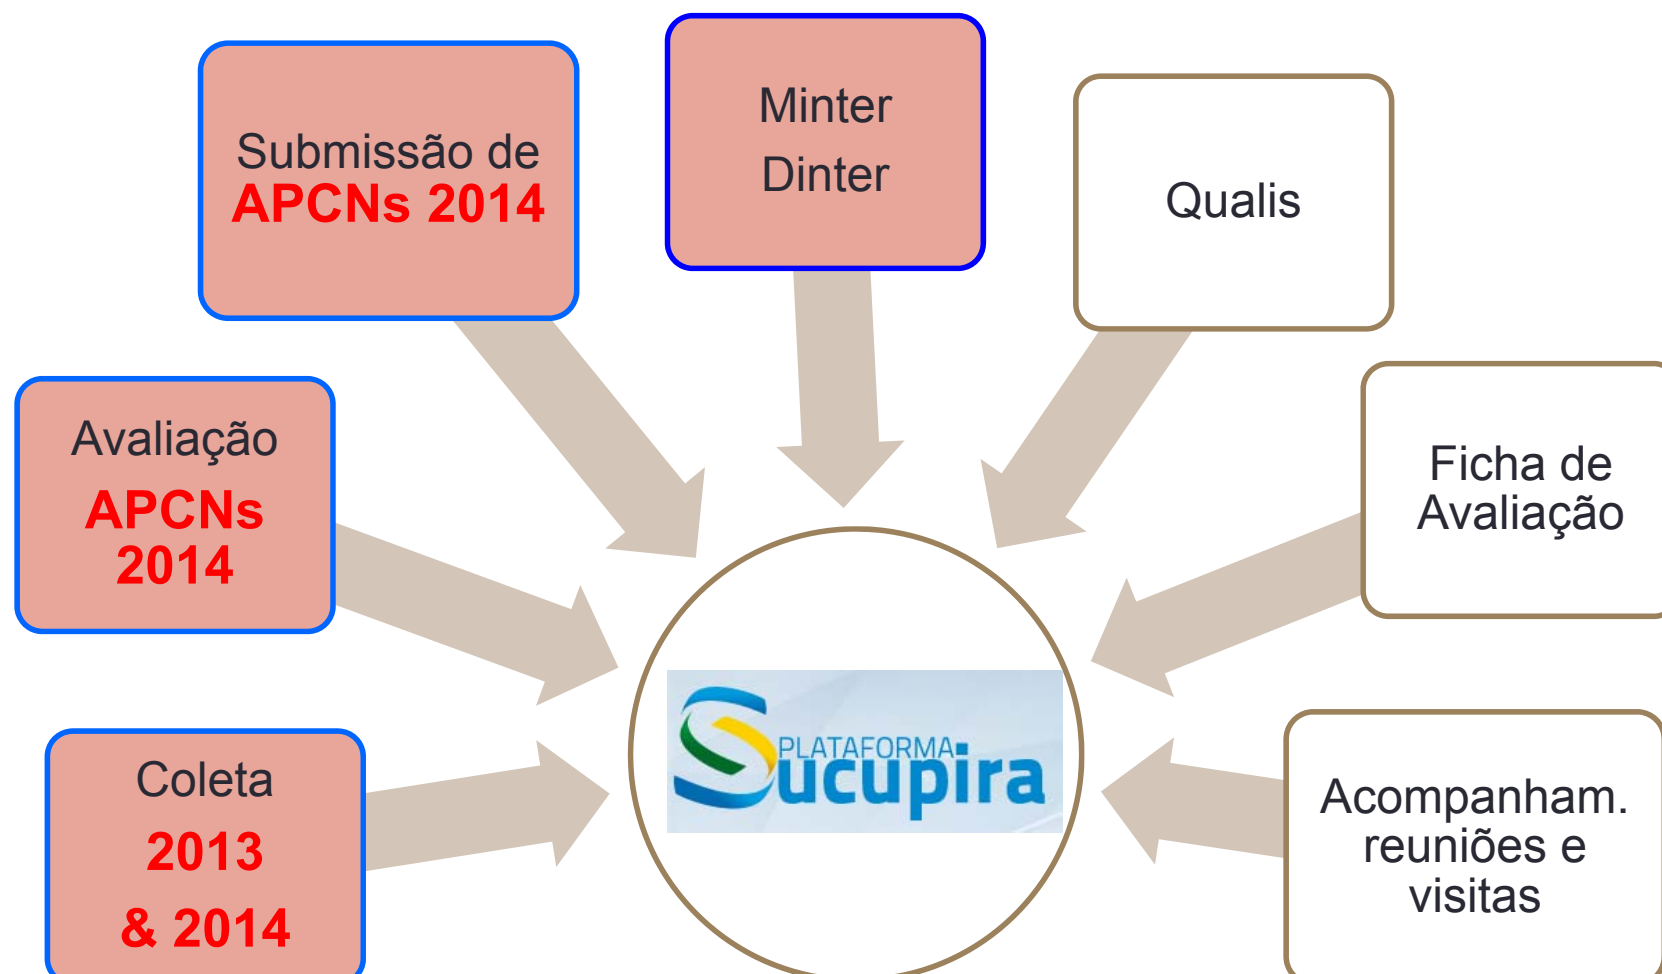 Submissão de
APCNs 2014
Minter
Dinter
Qualis
Avaliação
APCNs
2014
Ficha de
Avaliação
Coleta
2013
& 2014
PLATAFORMA
Sucupira
Acompanham.
reuniões e
visitas